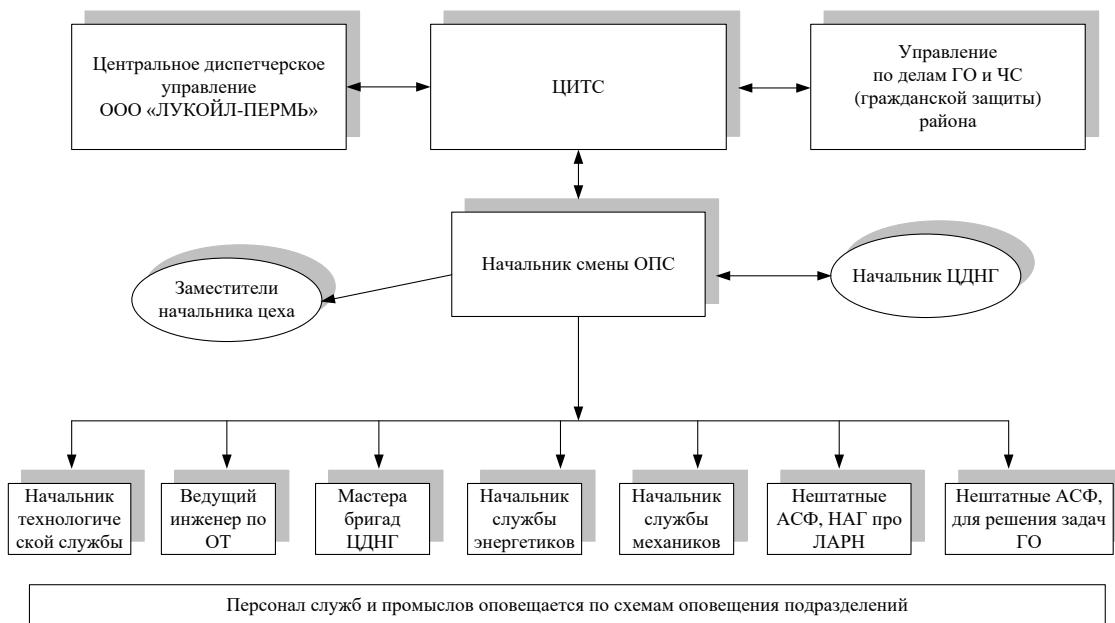 Центральное диспетчерское
управление
ООО «ЛУКОЙЛ-ПЕРМЬ»
ЦИТС
Управление
по делам ГО и ЧС
(гражданской защиты)
района
Начальник смены ОПС
Заместители
начальника цеха
Начальник ЦДНГ
Начальник
технологиче
ской службы
Ведущий
инженер по
ОТ
Мастера
бригад
ЦДНГ
Начальник
службы
энергетиков
Начальник
службы
механиков
Нештатные
АСФ, НАГ про
ЛАРН
Нештатные АСФ,
для решения задач
ГО
Персонал служб и промыслов оповещается по схемам оповещения подразделений